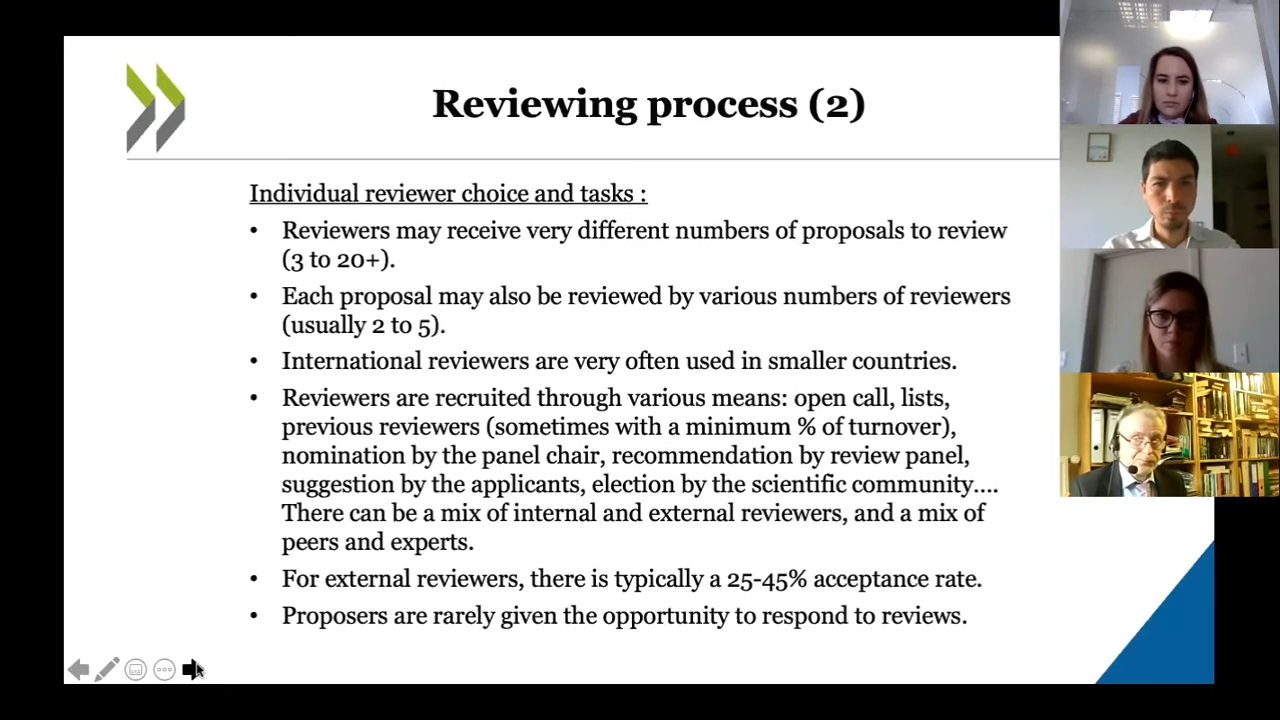 Reviewing process (2)
Individual reviewer choice and tasks :
• Reviewers may receive very different numbers of proposals to review
(3 to 20+).
• Each proposal may also be reviewed by various numbers of reviewers
(usually 2 to 5).
• International reviewers are very often used in smaller countries.
• Reviewers are recruited through various means: open call, lists,
previous reviewers (sometimes with a minimum % of turnover),
nomination by the panel chair, recommendation by review panel,
suggestion by the applicants, election by the scientific community....
There can be a mix of internal and external reviewers, and a mix of
peers and experts.
• For external reviewers, there is typically a 25-45% acceptance rate.
• Proposers are rarely given the opportunity to respond to reviews.